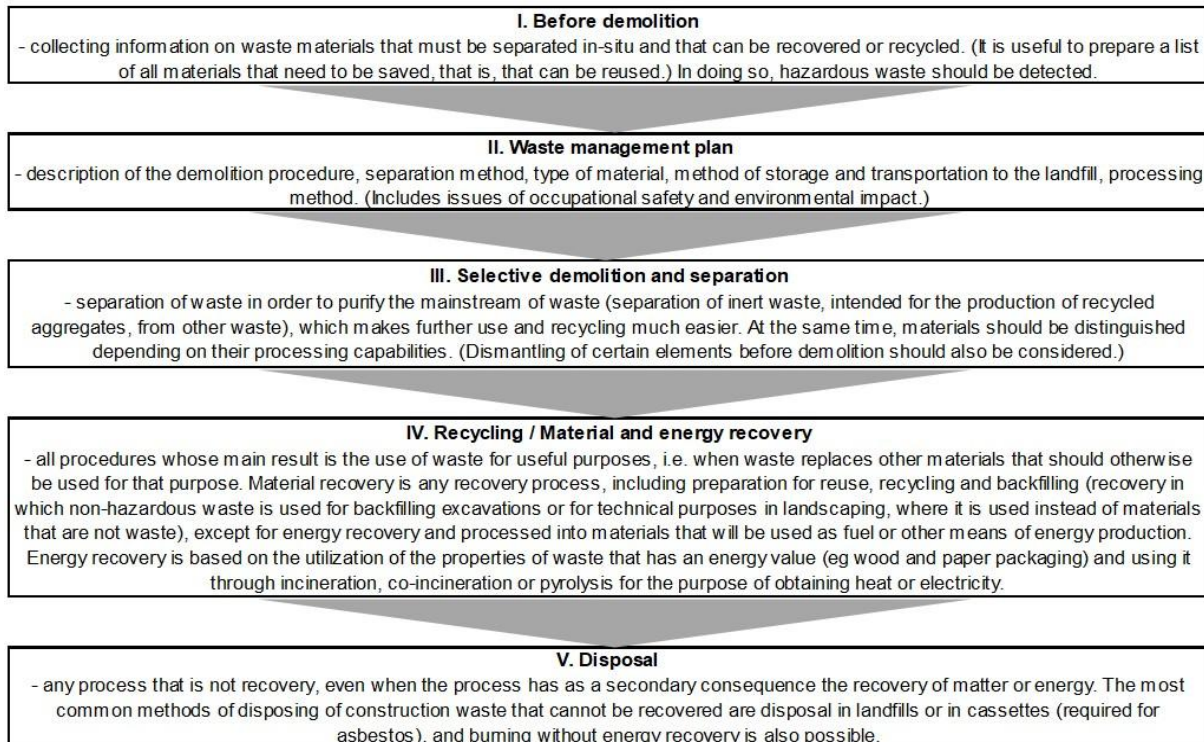 I. Before demolition
- collecting information on waste materials that must be separated in-situ and that can be recovered or recycled. (It is useful to prepare a list
of all materials that need to be saved, that is, that can be reused.) In doing so, hazardous waste should be detected.
II. Waste management plan
- description of the demolition procedure, separation method, type of material, method of storage and transportation to the landfill, processing
method. (Includes issues of occupational safety and environmental impact.)
III. Selective demolition and separation
- separation of waste in order to purify the mainstream of waste (separation of inert waste, intended for the production of recycled
aggregates, from other waste), which makes further use and recycling much easier. At the same time, materials should be distinguished
depending on their processing capabilities. (Dismantling of certain elements before demolition should also be considered.)
IV. Recycling / Material and energy recovery
- all procedures whose main result is the use of waste for useful purposes, i.e. when waste replaces other materials that should otherwise
be used for that purpose. Material recovery is any recovery process, including preparation for reuse, recycling and backfilling (recovery in
which non-hazardous waste is used for backfilling excavations or for technical purposes in landscaping, where it is used instead of materials
that are not waste), except for energy recovery and processed into materials that will be used as fuel or other means of energy production.
Energy recovery is based on the utilization of the properties of waste that has an energy value (eg wood and paper packaging) and using it
through incineration, co-incineration or pyrolysis for the purpose of obtaining heat or electricity.
V. Disposal
- any process that is not recovery, even when the process has as a secondary consequence the recovery of matter or energy. The most
common methods of disposing of construction waste that cannot be recovered are disposal in landfills or in cassettes (required for
asbestos), and burning without energy recovery is also possible.